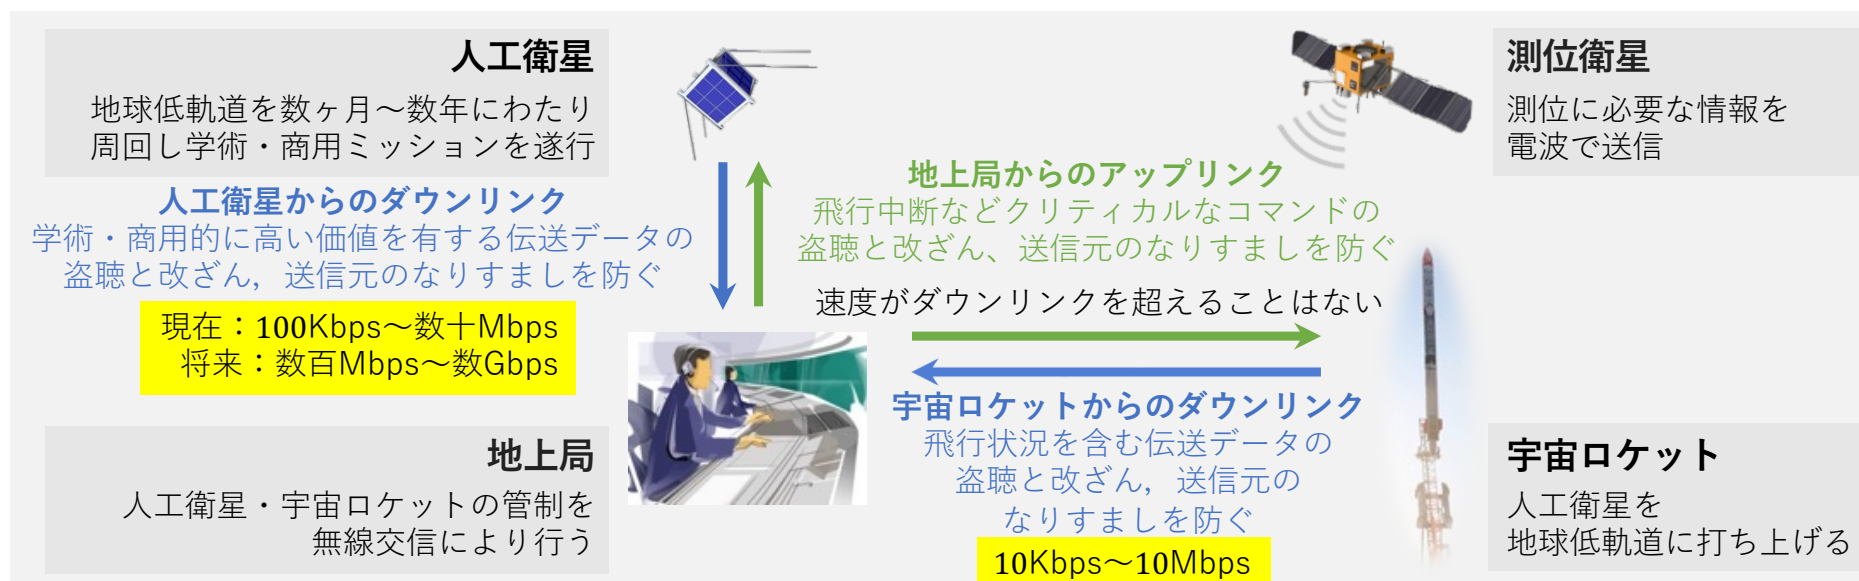 人工衛星
地球低軌道を数ヶ月～数年にわたり
周回し学術・商用ミッションを遂行
人工衛星からのダウンリンク
学術・商用的に高い価値を有する伝送データの
盗聴と改ざん，送信元のなりすましを防ぐ
現在：100Kbps～数十Mbps
将来：数百Mbps～数Gbps
地上局
人工衛星・宇宙ロケットの管制を
無線交信により行う
地上局からのアップリンク
飛行中断などクリティカルなコマンドの
盗聴と改ざん、送信元のなりすましを防ぐ
速度がダウンリンクを超えることはない
宇宙ロケットからのダウンリンク
飛行状況を含む伝送データの
盗聴と改ざん，送信元の
なりすましを防ぐ
10Kbps～10Mbps
測位衛星
測位に必要な情報を
電波で送信
宇宙ロケット
人工衛星を
地球低軌道に打ち上げる